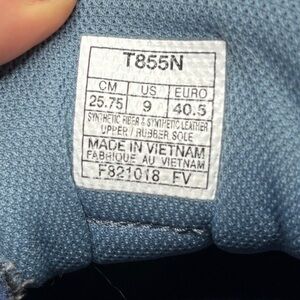 T855N
CM US EURO
25.75 9 40.5
SYNTHETIC FIBER & SYNTHETIC LEATHER
UPPER / RUBBER SOLE
MADE IN VIETNAM
FABRIQUE AU VIETNAM
F821018 FV